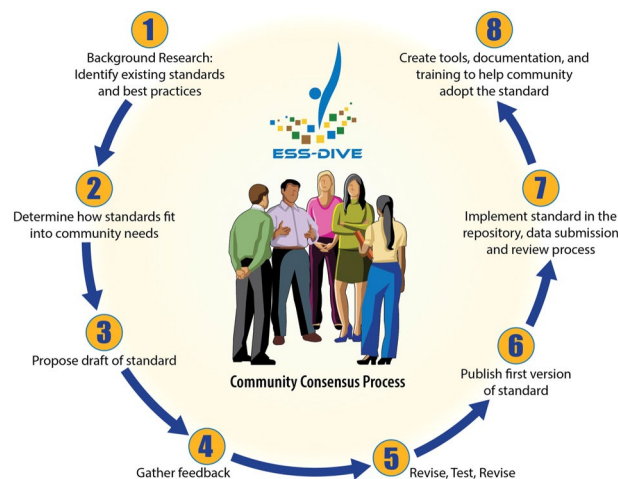 1
Background Research:
Identify existing standards
and best practices
2
Determine how standards fit
into community needs
3
Propose draft of standard
4
Gather feedback
5
Revise, Test, Revise
6
Publish first version
of standard
7
Implement standard in the
repository, data submission
and review process
8
Create tools, documentation, and
training to help community
adopt the standard
ESS-DIVE
Community Consensus Process